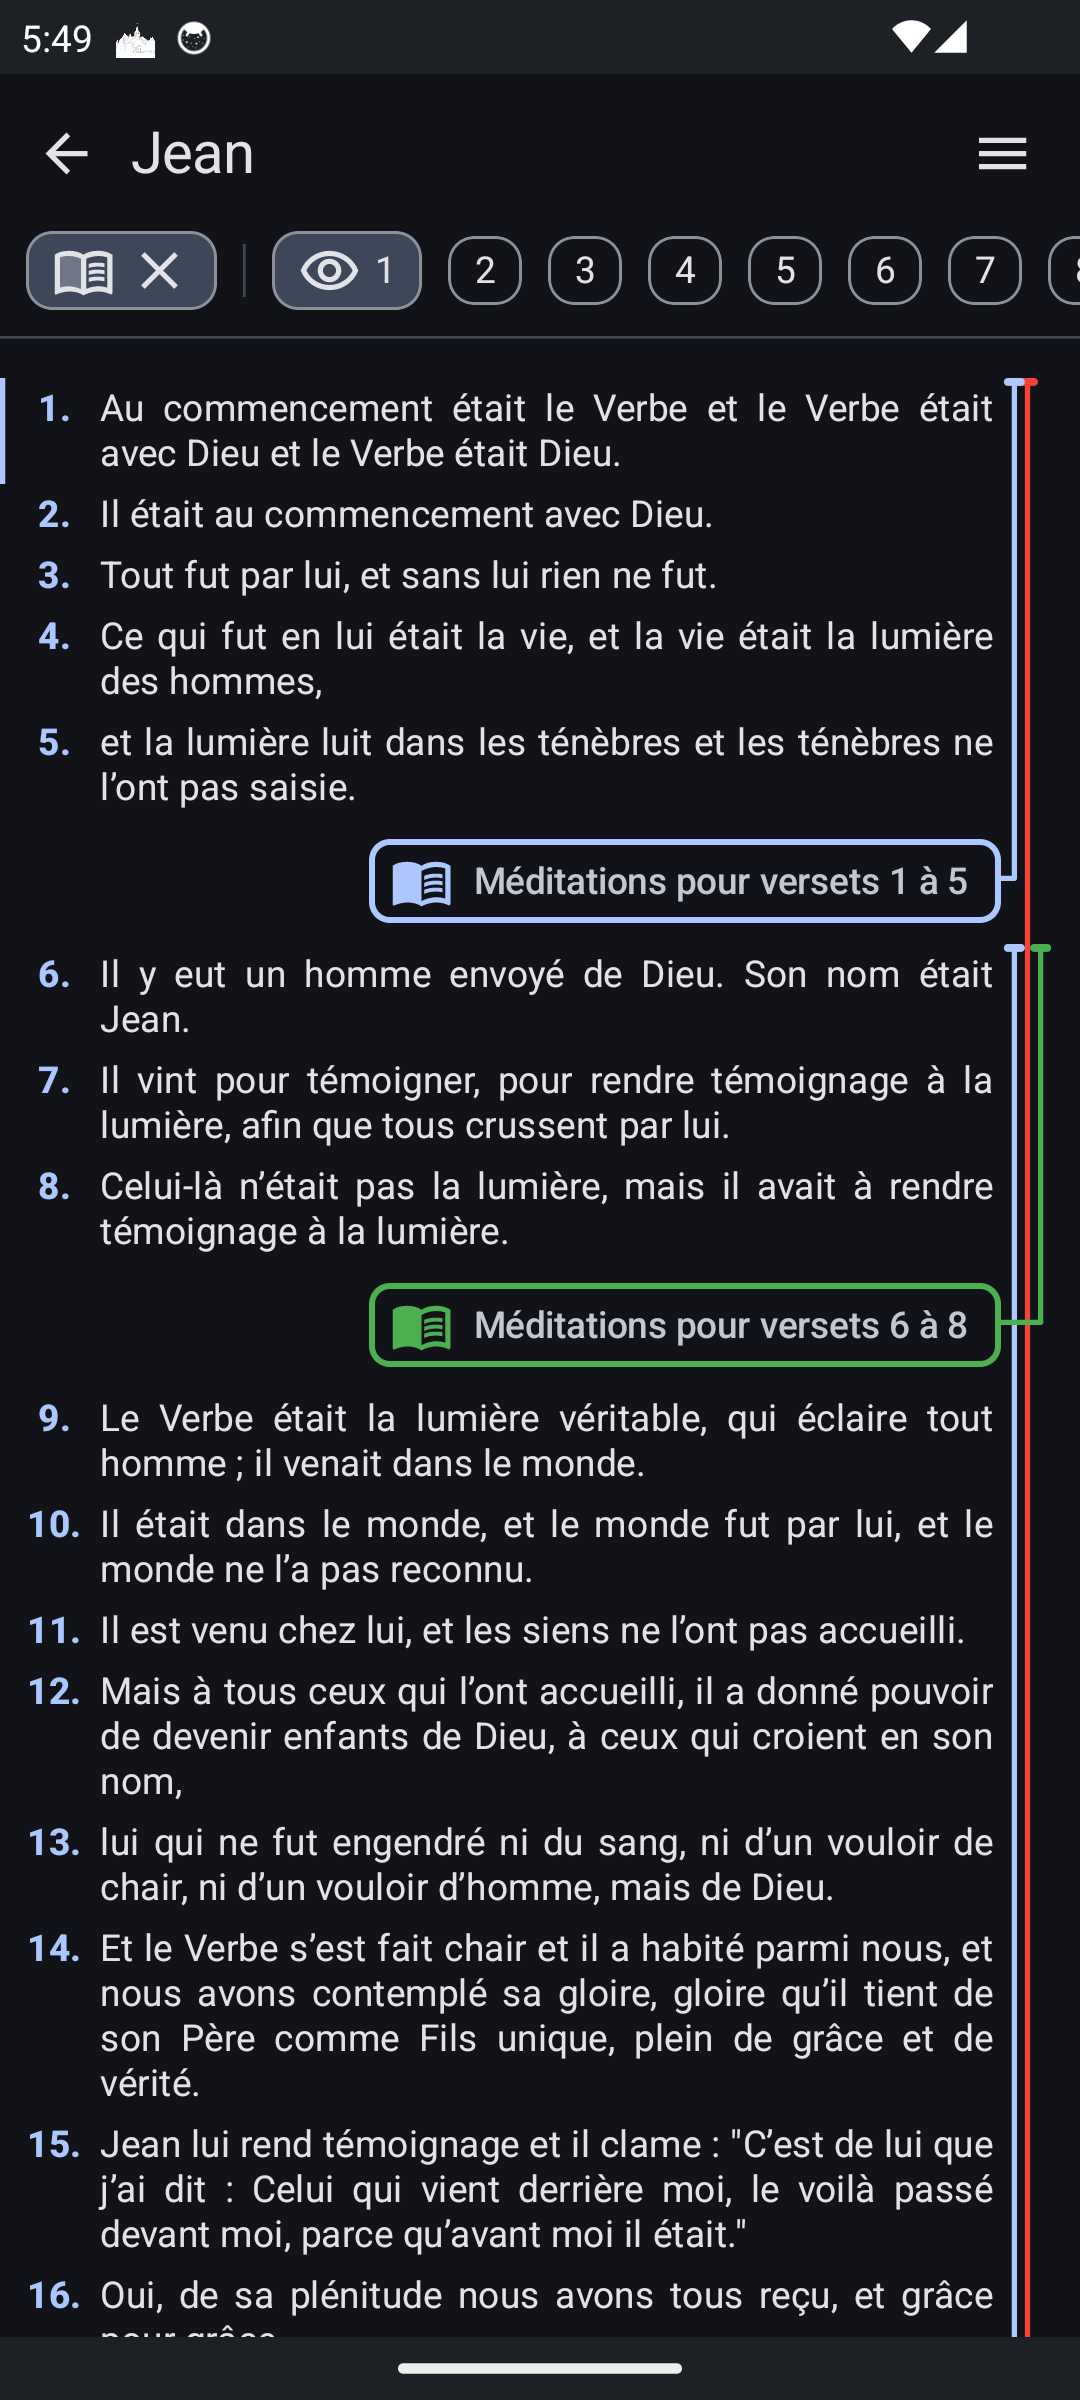 5:49
Jean
1 2 3 4 5 6 7
1. Au commencement était le Verbe et le Verbe était
avec Dieu et le Verbe était Dieu.
2. Il était au commencement avec Dieu.
3. Tout fut par lui, et sans lui rien ne fut.
4. Ce qui fut en lui était la vie, et la vie était la lumière
des hommes,
5. et la lumière luit dans les ténèbres et les ténèbres ne
l’ont pas saisie.
Méditations pour versets 1 à 5
6. Il y eut un homme envoyé de Dieu. Son nom était
Jean.
7. Il vint pour témoigner, pour rendre témoignage à la
lumière, afin que tous crussent par lui.
8. Celui-là n’était pas la lumière, mais il avait à rendre
témoignage à la lumière.
Méditations pour versets 6 à 8
9. Le Verbe était la lumière véritable, qui éclaire tout
homme ; il venait dans le monde.
10. Il était dans le monde, et le monde fut par lui, et le
monde ne l’a pas reconnu.
11. Il est venu chez lui, et les siens ne l’ont pas accueilli.
12. Mais à tous ceux qui l’ont accueilli, il a donné pouvoir
de devenir enfants de Dieu, à ceux qui croient en son
nom,
13. lui qui ne fut engendré ni du sang, ni d’un vouloir de
chair, ni d’un vouloir d’homme, mais de Dieu.
14. Et le Verbe s’est fait chair et il a habité parmi nous, et
nous avons contemplé sa gloire, gloire qu’il tient de
son Père comme Fils unique, plein de grâce et de
vérité.
15. Jean lui rend témoignage et il clame : "C’est de lui que
j’ai dit : Celui qui vient derrière moi, le voilà passé
devant moi, parce qu’avant moi il était."
16. Oui, de sa plénitude nous avons tous reçu, et grâce